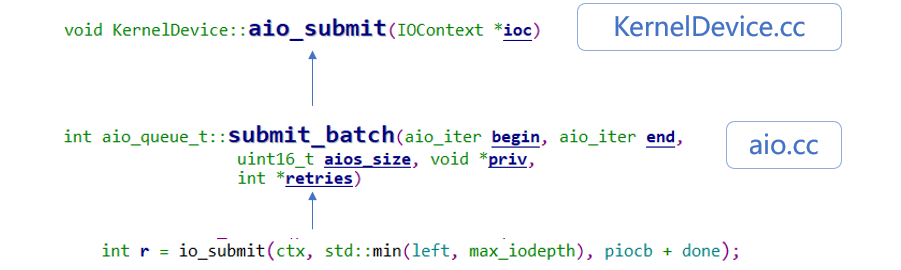 void KernelDevice::aio_submit(IOContext *ioc)
KernelDevice.cc
int aio_queue_t::submit_batch(aio_iter begin, aio_iter end,
uint16_t aios_size, void *priv,
int *retries)
aio.cc
int r = io_submit(ctx, std::min(left, max_iodepth), piocb + done);